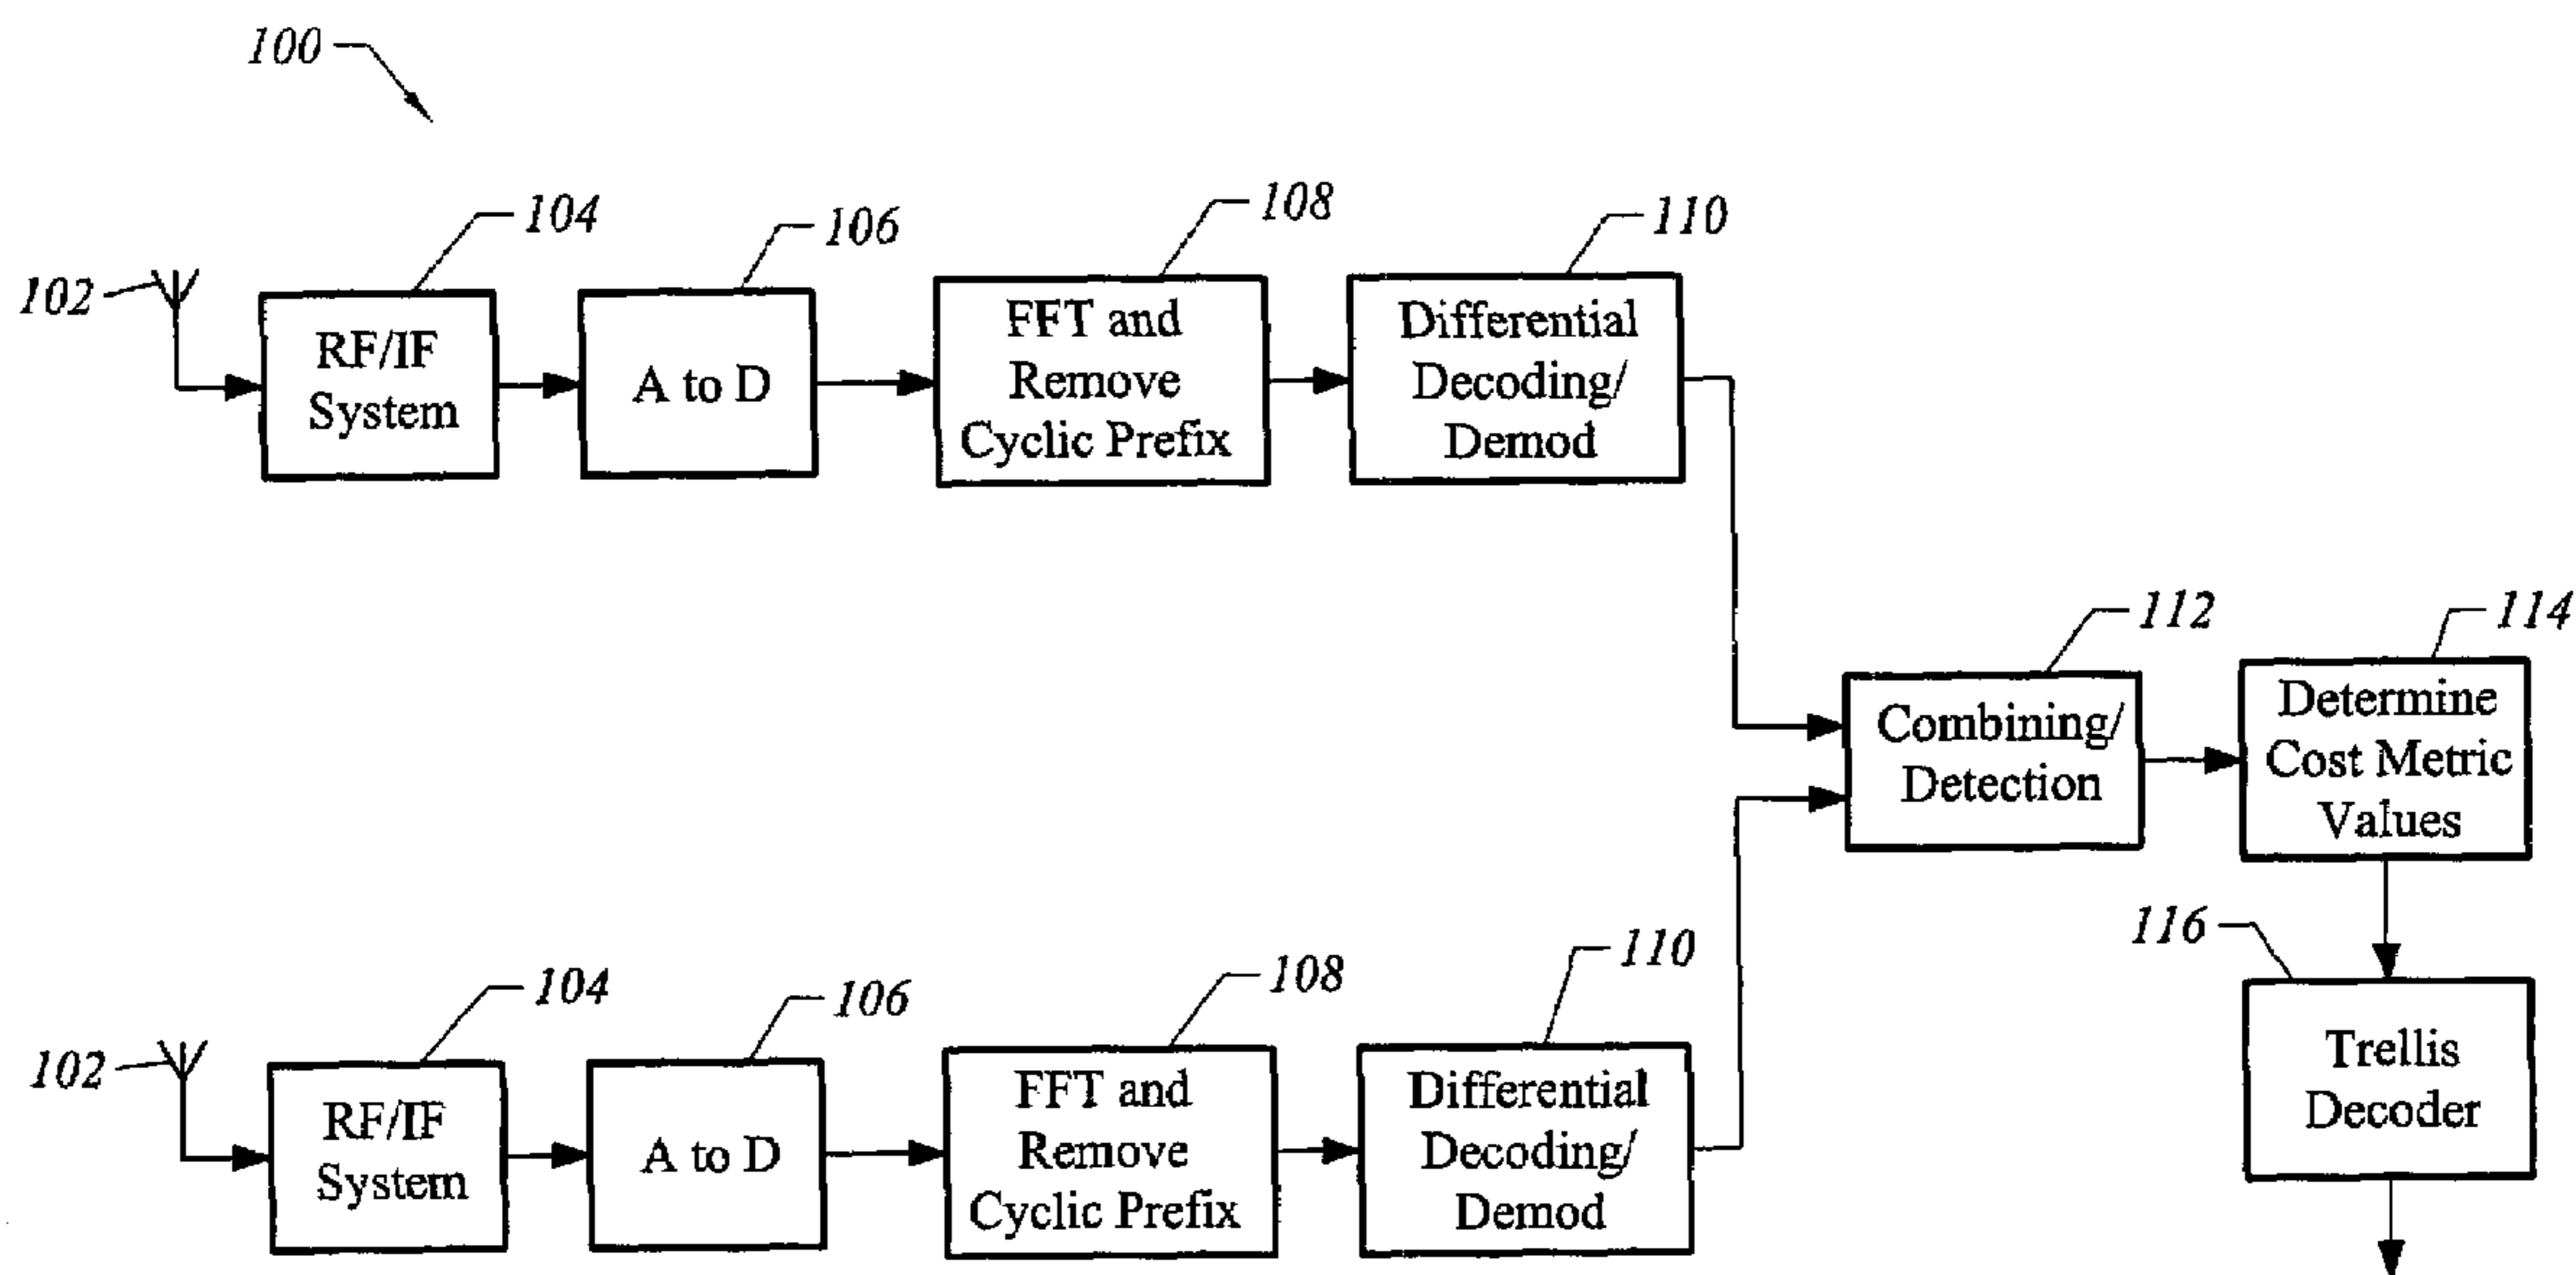 100
104
106
108
110
102
RF/IF
System
A to D
FFT and
Remove
Cyclic Prefix
Differential
Decoding/
Demod
112
114
Combining/
Detection
Determine
Cost Metric
Values
116
Trellis
Decoder
104
106
108
110
102
RF/IF
System
A to D
FFT and
Remove
Cyclic Prefix
Differential
Decoding/
Demod